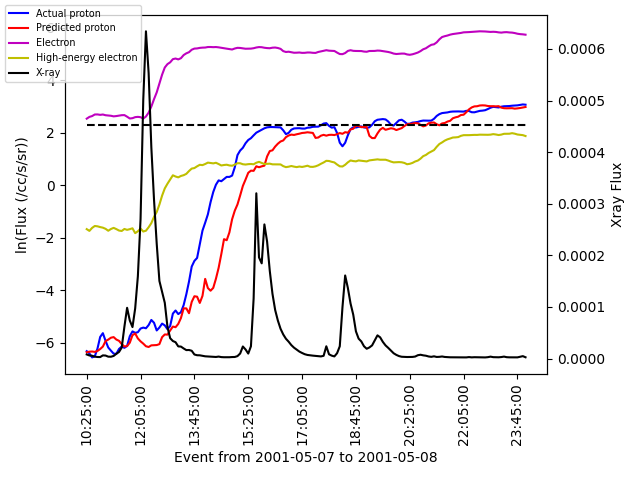 Actual proton
Predicted proton
Electron
High-energy electron
X-ray
4
2
0
−2
−4
−6
ln(Flux (/cc/s/sr))
0.0006
0.0005
0.0004
0.0003
0.0002
0.0001
0.0000
Xray Flux
10:25:00
12:05:00
13:45:00
15:25:00
17:05:00
18:45:00
20:25:00
22:05:00
23:45:00
Event from 2001-05-07 to 2001-05-08